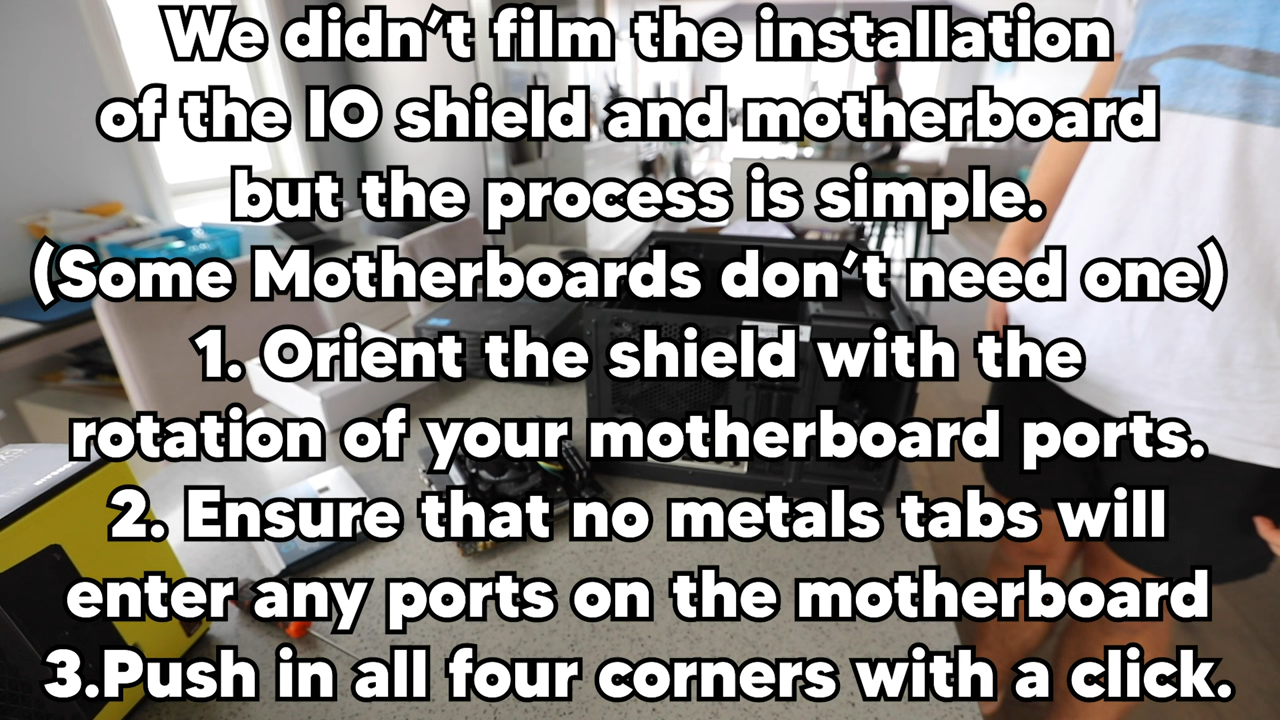 We didn't film the installation
of the IO shield and motherboard
but the process is simple.
(Some Motherboards don't need one)
1. Orient the shield with the
rotation of your motherboard ports.
2. Ensure that no metals tabs will
enter any ports on the motherboard
3.Push in all four corners with a click.